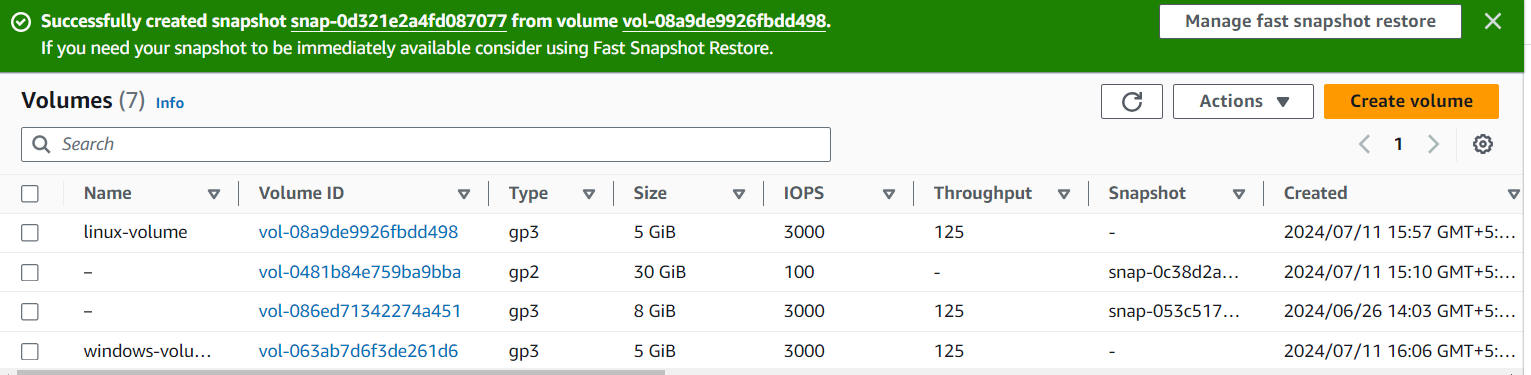 Successfully created snapshot snap-0d321e2a4fd087077 from volume vol-08a9de9926fbdd498.
If you need your snapshot to be immediately available consider using Fast Snapshot Restore.
Manage fast snapshot restore
Volumes (7) Info
Actions
Create volume
Search
1
Name Volume ID Type Size IOPS Throughput Snapshot Created
linux-volume vol-08a9de9926fbdd498 gp3 5 GiB 3000 125 - 2024/07/11 15:57 GMT+5:...
– vol-0481b84e759ba9bba gp2 30 GiB 100 - snap-0c38d2a... 2024/07/11 15:10 GMT+5:...
– vol-086ed71342274a451 gp3 8 GiB 3000 125 snap-053c517... 2024/06/26 14:03 GMT+5:...
windows-volu... vol-063ab7d6f3de261d6 gp3 5 GiB 3000 125 - 2024/07/11 16:06 GMT+5:...